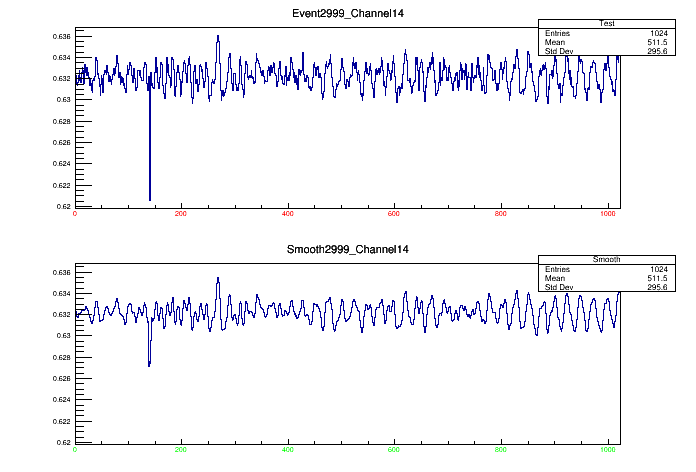 Event2999_Channel14
Test
Entries 1024
Mean 511.5
Std Dev 295.6
0.636
0.634
0.632
0.63
0.628
0.626
0.624
0.622
0.62
0 200 400 600 800 1000
Smooth2999_Channel14
Smooth
Entries 1024
Mean 511.5
Std Dev 295.6
0.636
0.634
0.632
0.63
0.628
0.626
0.624
0.622
0.62
0 200 400 600 800 1000